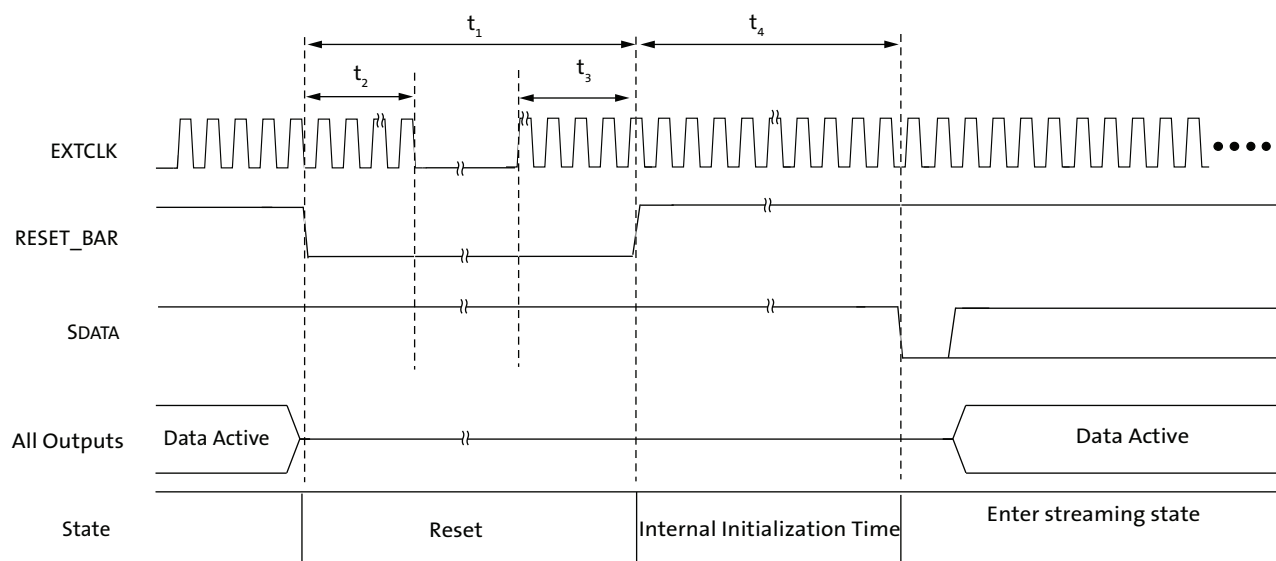 t₁
t₄
t₂
t₃
EXTCLK
RESET_BAR
SDATA
All Outputs
Data Active
Data Active
State
Reset
Internal Initialization Time
Enter streaming state